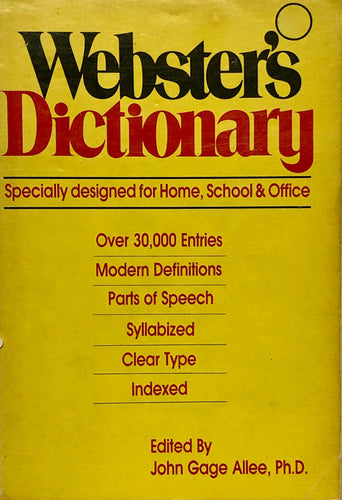 Webster's
Dictionary
Specially designed for Home, School & Office
Over 30,000 Entries
Modern Definitions
Parts of Speech
Syllabized
Clear Type
Indexed
Edited By
John Gage Allee, Ph.D.